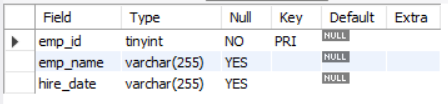 Field Type Null Key Default Extra
emp_id tinyint NO PRI NULL
emp_name varchar(255) YES NULL
hire_date varchar(255) YES NULL